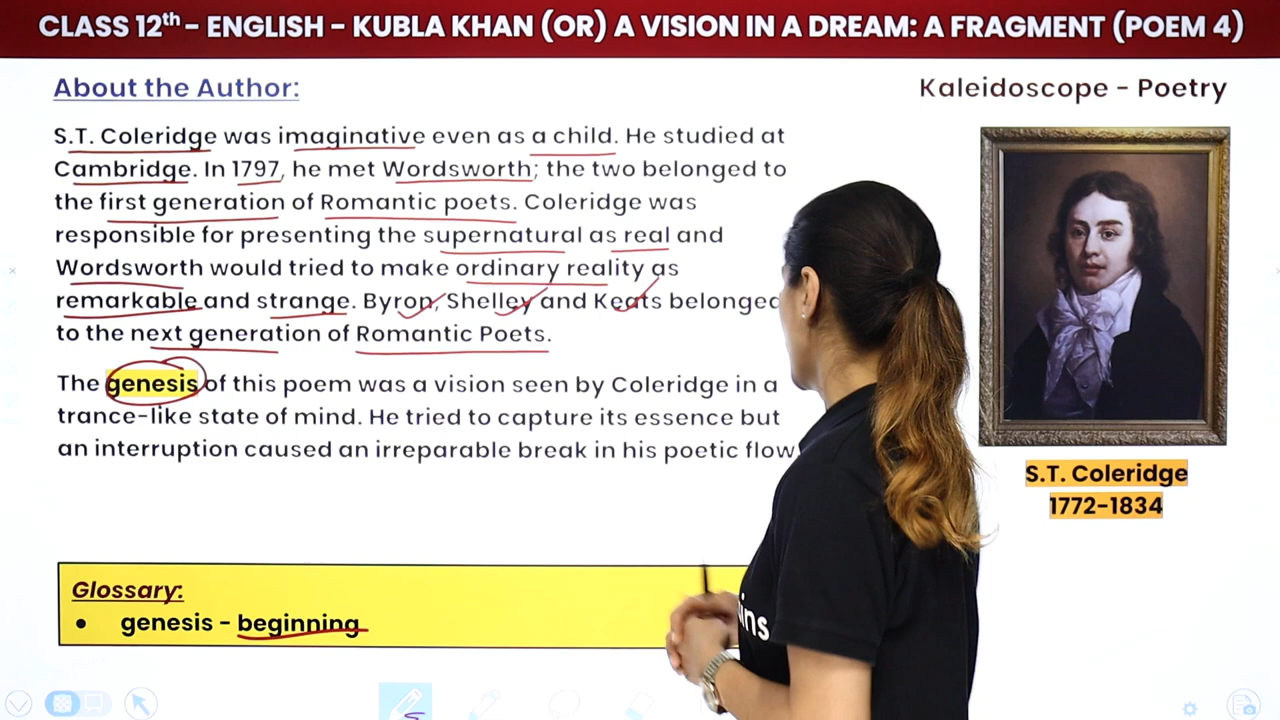 CLASS 12th – ENGLISH – KUBLA KHAN (OR) A VISION IN A DREAM: A FRAGMENT (POEM 4)
About the Author:
Kaleidoscope - Poetry
S.T. Coleridge was imaginative even as a child. He studied at
Cambridge. In 1797, he met Wordsworth; the two belonged to
the first generation of Romantic poets. Coleridge was
responsible for presenting the supernatural as real and
Wordsworth would tried to make ordinary reality as
remarkable and strange. Byron, Shelley and Keats belonged
to the next generation of Romantic Poets.
The genesis of this poem was a vision seen by Coleridge in a
trance-like state of mind. He tried to capture its essence but
an interruption caused an irreparable break in his poetic flow
S.T. Coleridge
1772-1834
Glossary:
• genesis – beginning